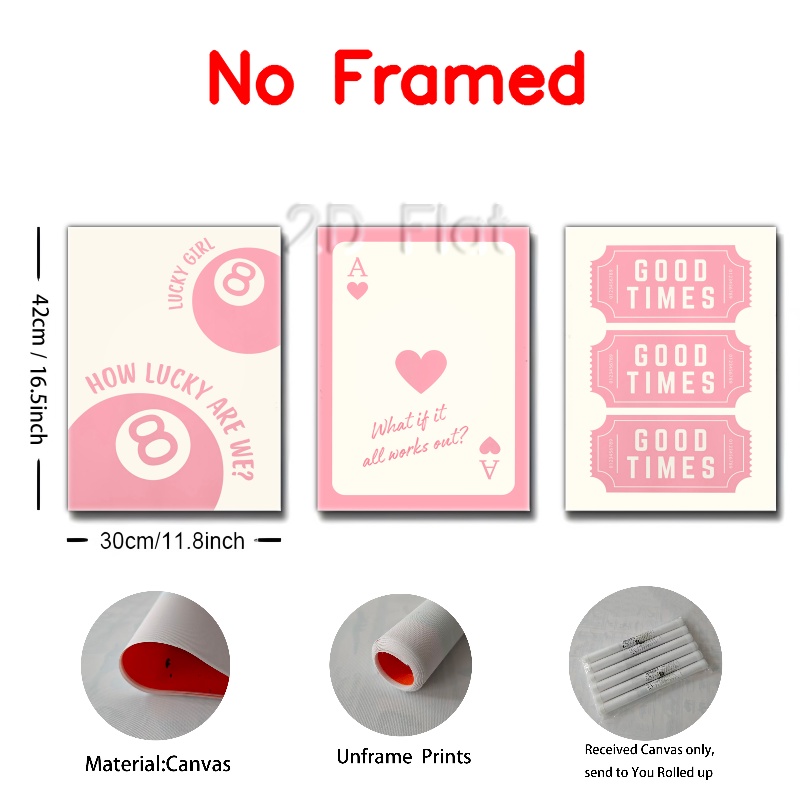 No Framed
2D Flat
42cm / 16.5inch
LUCKY GIRL
8
HOW LUCKY ARE WE?
8
A
What if it
all works out?
A
GOOD
TIMES
GOOD
TIMES
GOOD
TIMES
30cm/11.8inch
Material:Canvas
Unframe Prints
Received Canvas only,
send to You Rolled up